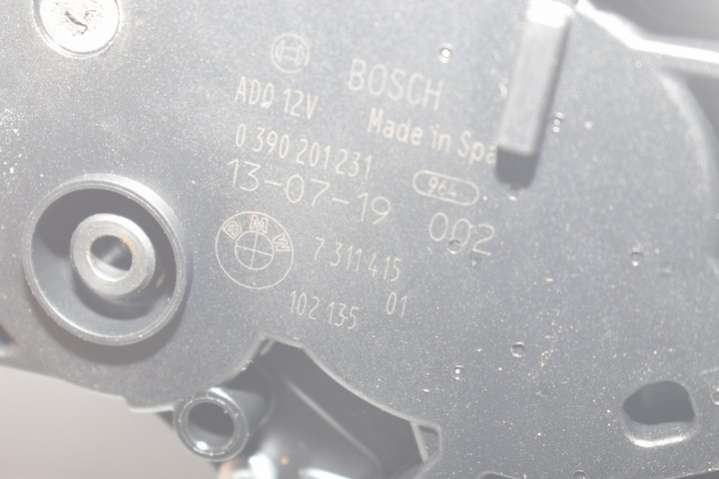 BOSCH
ADQ 12V Made in Spa
0 390 201 231 964
13-07-19 002
BMW 7 311 415
102 135 01